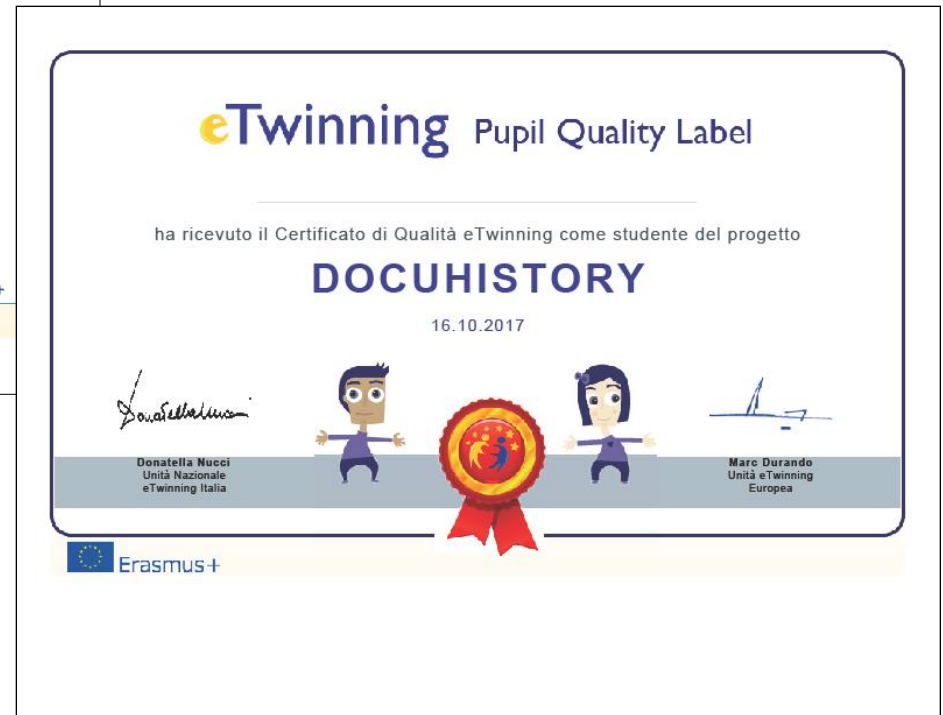 eTwinning Pupil Quality Label
ha ricevuto il Certificato di Qualità eTwinning come studente del progetto
DOCUHISTORY
16.10.2017
Donatella Nucci
Unità Nazionale
eTwinning Italia
Marc Durando
Unità eTwinning
Europea
Erasmus+
+